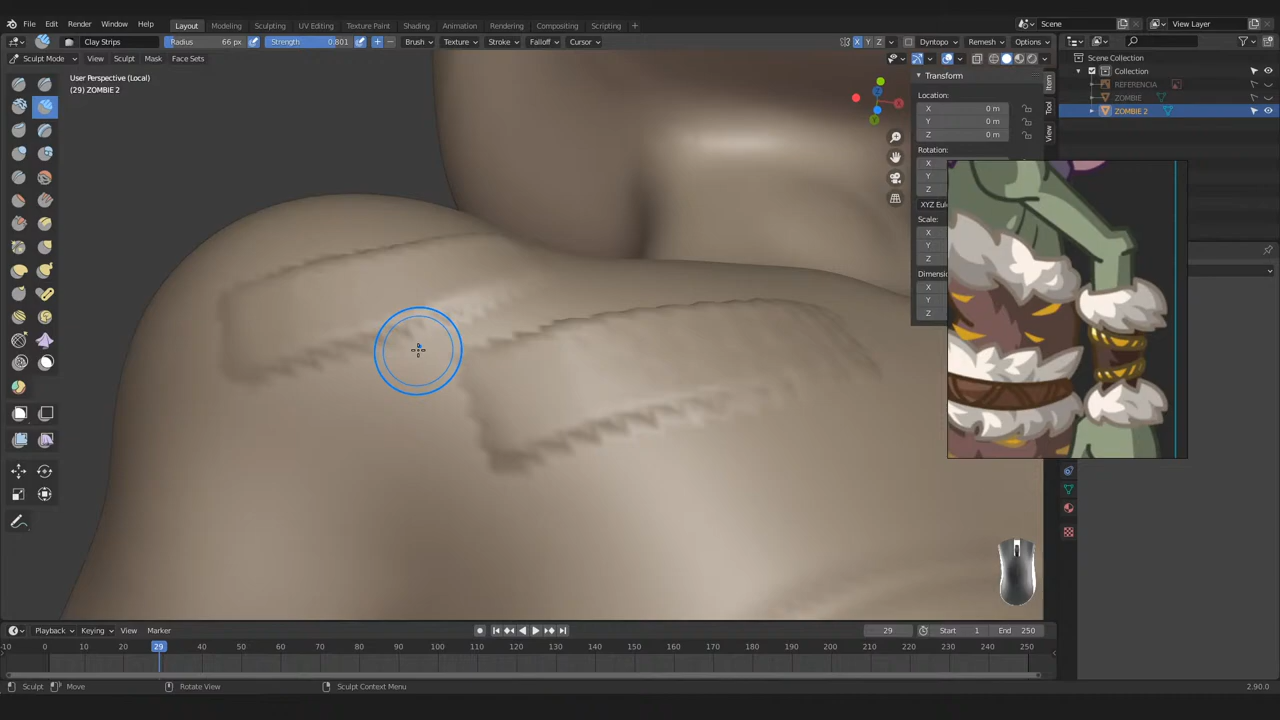 File Edit Render Window Help Layout Modeling Sculpting UV Editing Texture Paint Shading Animation Rendering Compositing Scripting Scene View Layer
Clay Strips Radius 66 px Strength 0.801 Brush Texture Stroke Falloff Cursor X Y Z Dyntopo Remesh Options
Sculpt Mode View Sculpt Mask Face Sets
Scene Collection
Collection
REFERENCIA
ZOMBIE
ZOMBIE 2
User Perspective (Local)
(29) ZOMBIE 2
Transform
Location:
X 0 m
Y 0 m
Z 0 m
Rotation:
X
Y
Z
XYZ Eul
Scale:
X
Y
Z
Dimensi
X
Y
Z
Item
Tool
View
Playback Keying View Marker 29 Start 1 End 250
-10 0 10 20 29 40 50 60 70 80 90 100 110 120 130 140 150 160 170 180 190 200 210 220 230 240 250
Sculpt Move Rotate View Sculpt Context Menu 2.90.0